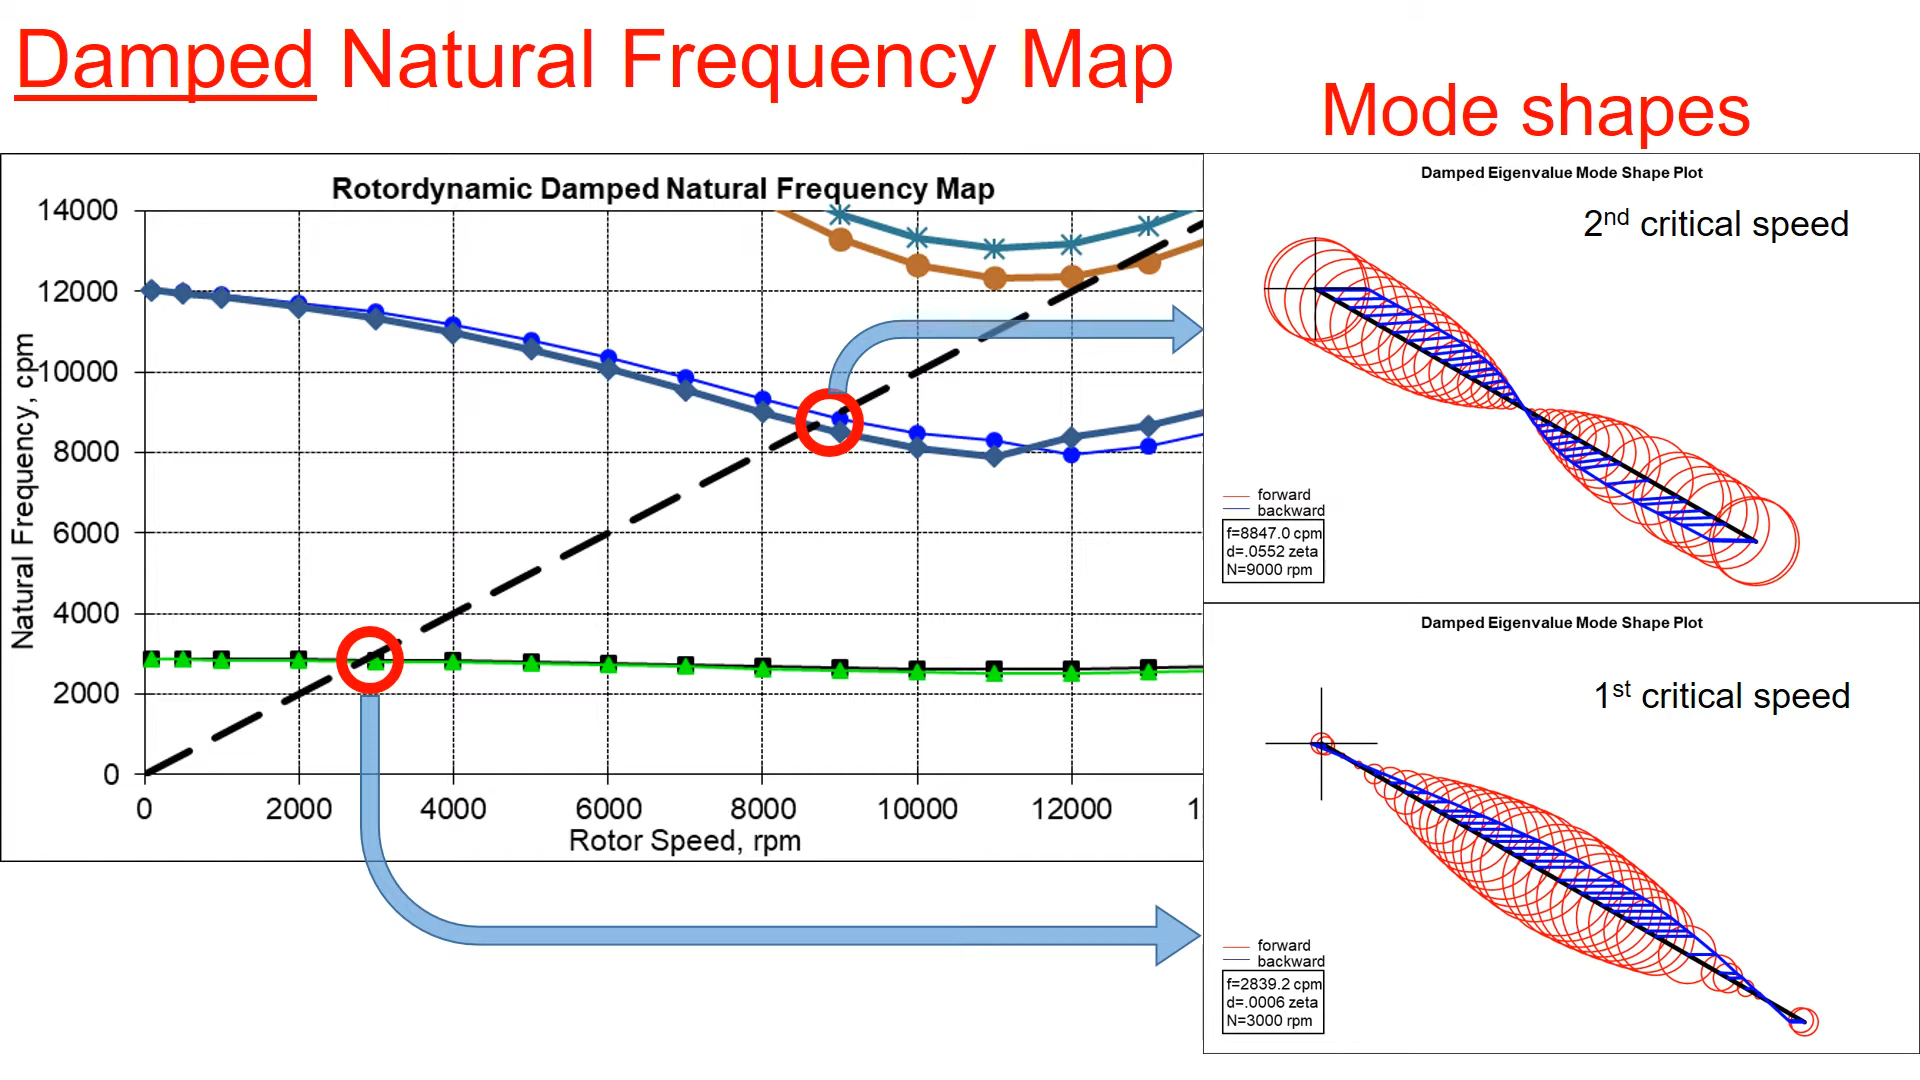 Damped Natural Frequency Map
Mode shapes
Rotordynamic Damped Natural Frequency Map
14000
12000
10000
8000
6000
4000
2000
0
Natural Frequency, cpm
0 2000 4000 6000 8000 10000 12000 1
Rotor Speed, rpm
Damped Eigenvalue Mode Shape Plot
2nd critical speed
forward
backward
f=8847.0 cpm
d=.0552 zeta
N=9000 rpm
Damped Eigenvalue Mode Shape Plot
1st critical speed
forward
backward
f=2839.2 cpm
d=.0006 zeta
N=3000 rpm